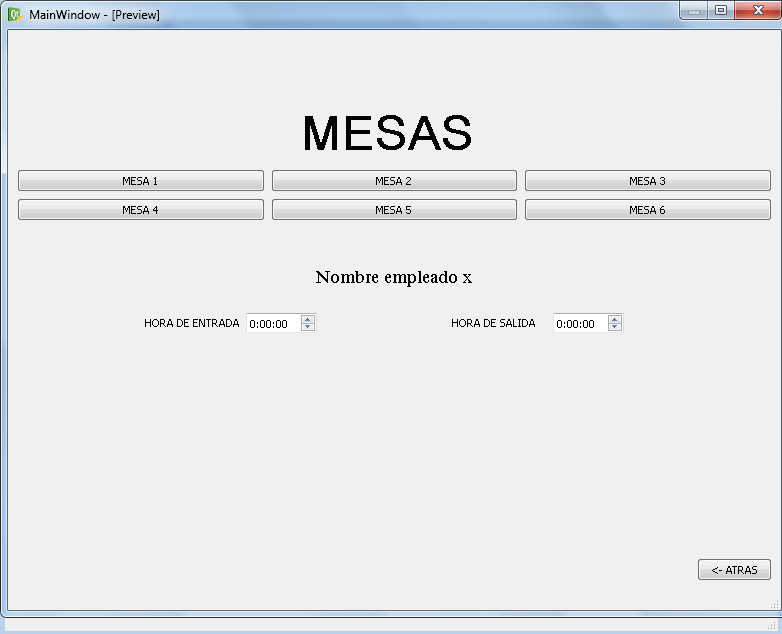 MainWindow - [Preview]
MESAS
MESA 1 MESA 2 MESA 3
MESA 4 MESA 5 MESA 6
Nombre empleado x
HORA DE ENTRADA 0:00:00 HORA DE SALIDA 0:00:00
<- ATRAS